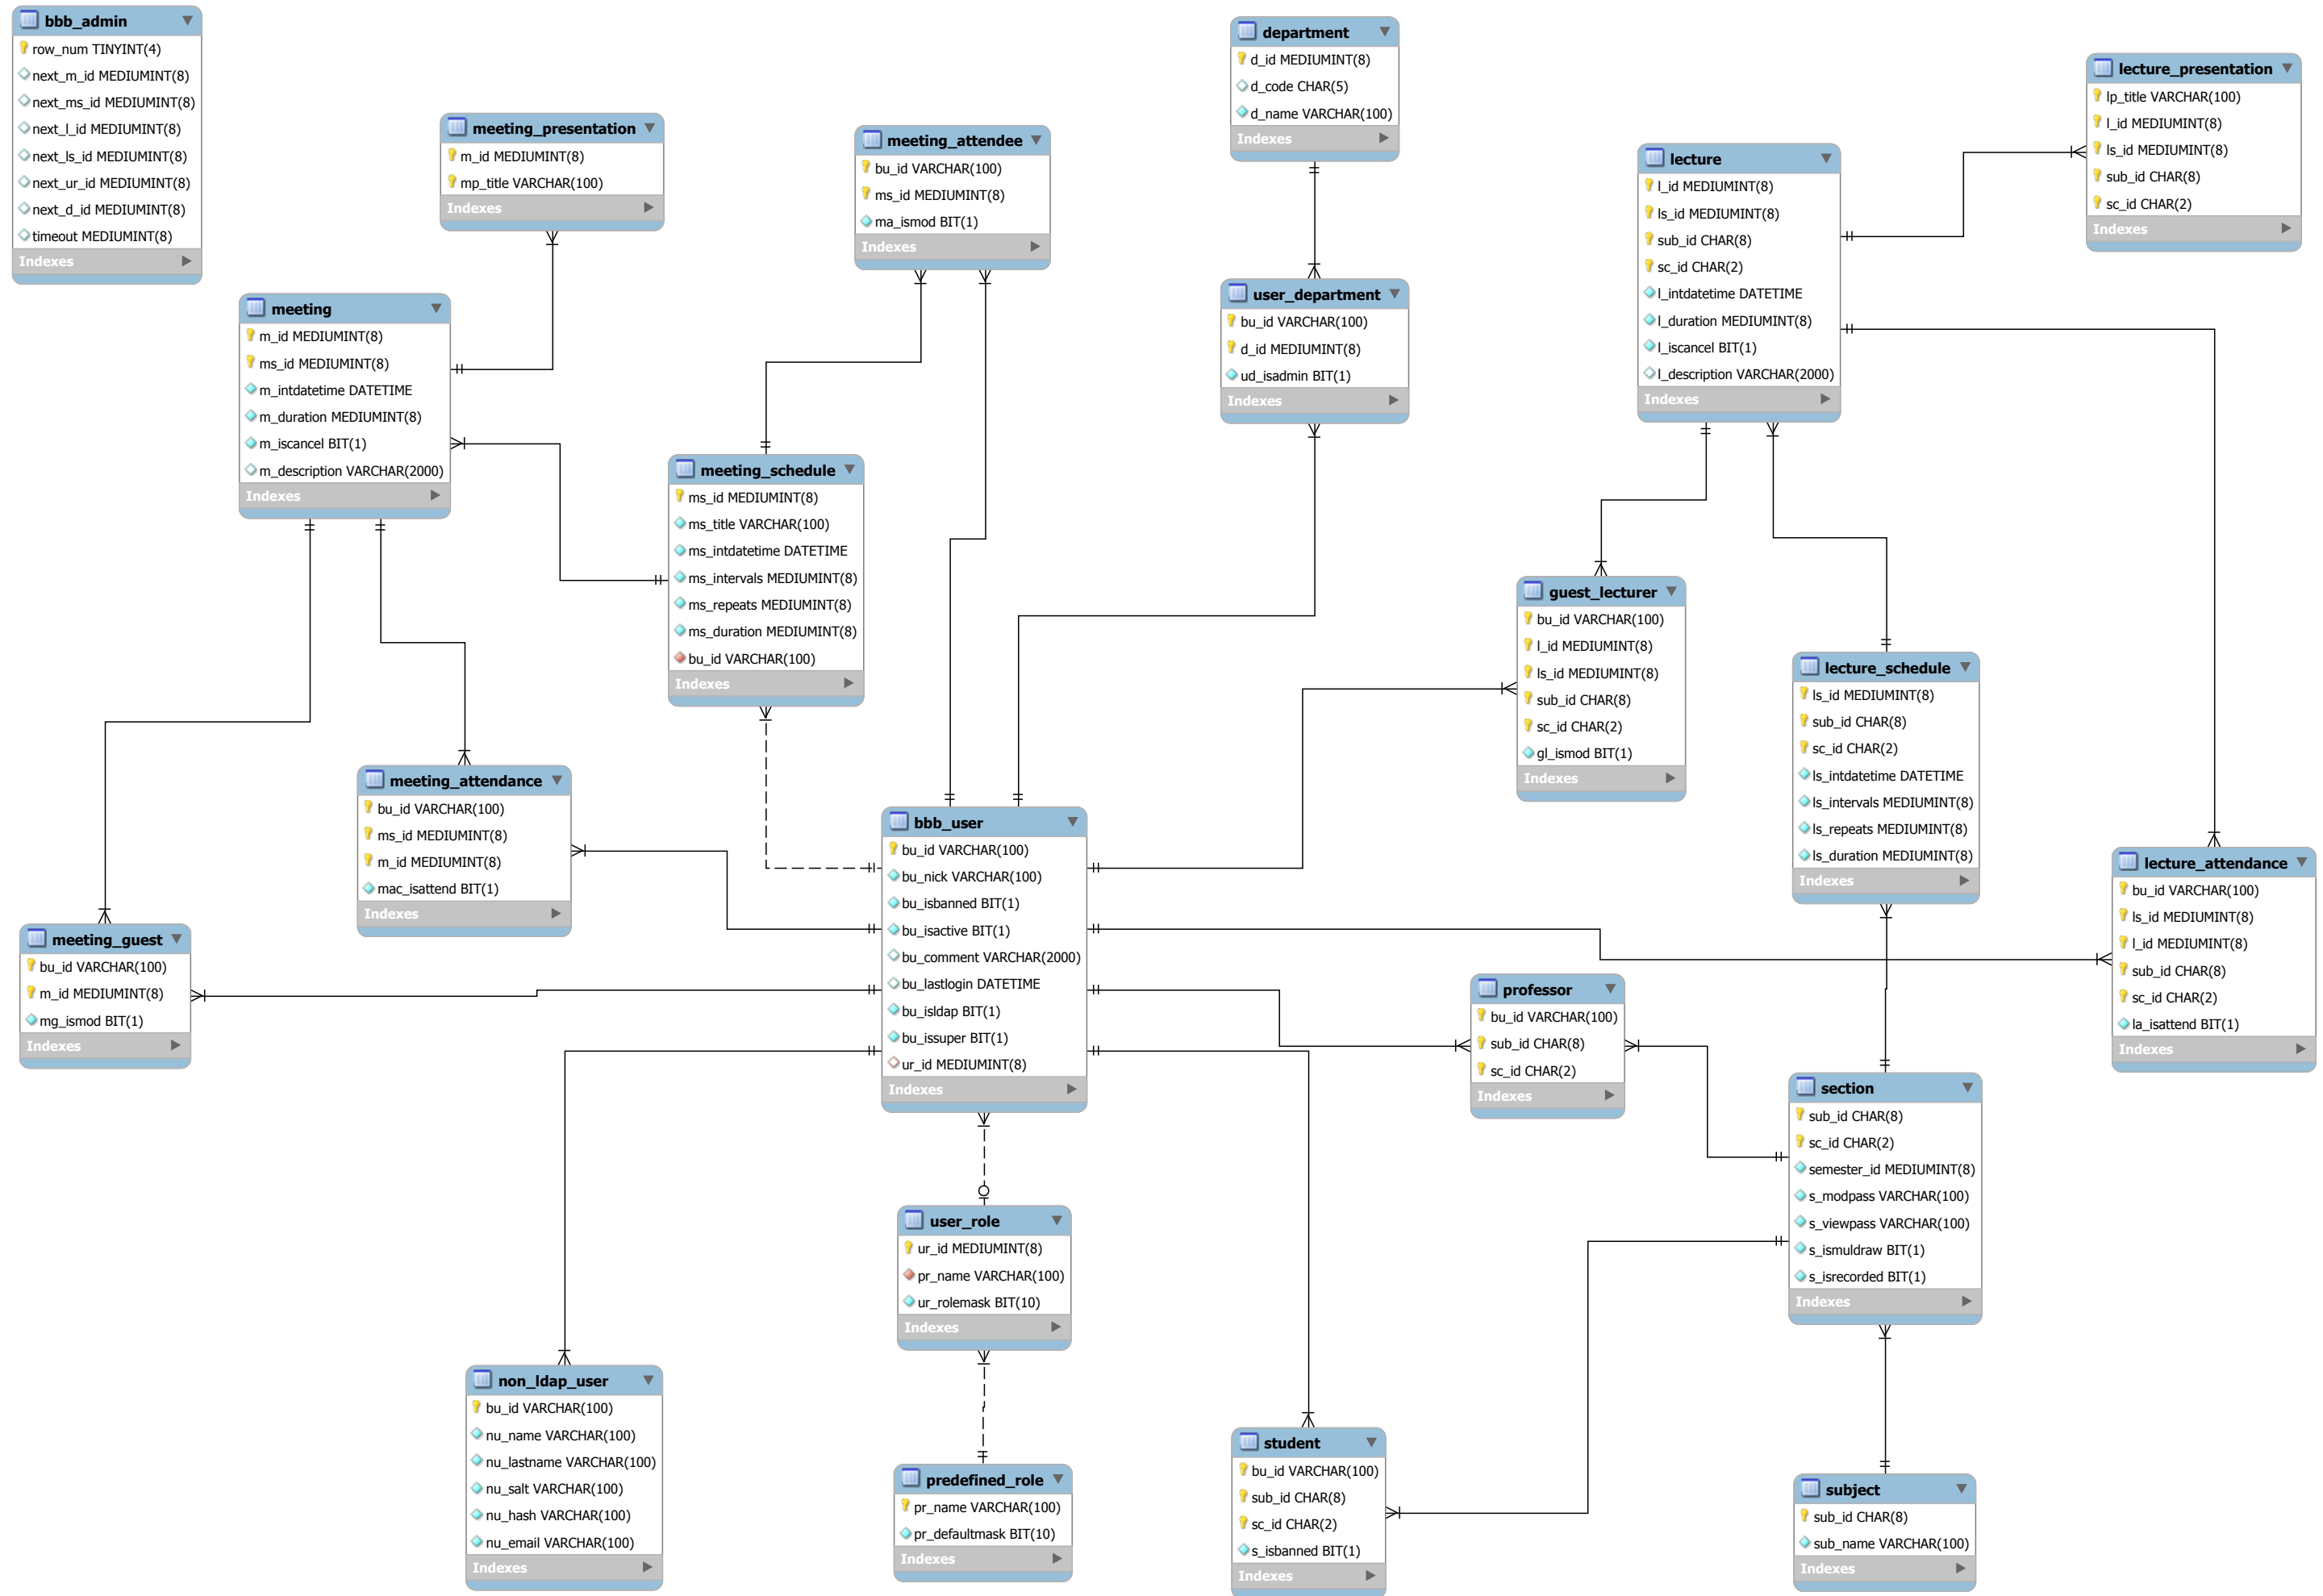 bbb_admin
row_num TINYINT(4)
next_m_id MEDIUMINT(8)
next_ms_id MEDIUMINT(8)
next_l_id MEDIUMINT(8)
next_ls_id MEDIUMINT(8)
next_ur_id MEDIUMINT(8)
next_d_id MEDIUMINT(8)
timeout MEDIUMINT(8)
Indexes
meeting_presentation
m_id MEDIUMINT(8)
mp_title VARCHAR(100)
Indexes
meeting_attendee
bu_id VARCHAR(100)
ms_id MEDIUMINT(8)
ma_ismod BIT(1)
Indexes
department
d_id MEDIUMINT(8)
d_code CHAR(5)
d_name VARCHAR(100)
Indexes
lecture_presentation
lp_title VARCHAR(100)
l_id MEDIUMINT(8)
ls_id MEDIUMINT(8)
sub_id CHAR(8)
sc_id CHAR(2)
Indexes
lecture
l_id MEDIUMINT(8)
ls_id MEDIUMINT(8)
sub_id CHAR(8)
sc_id CHAR(2)
l_intdatetime DATETIME
l_duration MEDIUMINT(8)
l_iscancel BIT(1)
l_description VARCHAR(2000)
Indexes
meeting
m_id MEDIUMINT(8)
ms_id MEDIUMINT(8)
m_intdatetime DATETIME
m_duration MEDIUMINT(8)
m_iscancel BIT(1)
m_description VARCHAR(2000)
Indexes
user_department
bu_id VARCHAR(100)
d_id MEDIUMINT(8)
ud_isadmin BIT(1)
Indexes
meeting_schedule
ms_id MEDIUMINT(8)
ms_title VARCHAR(100)
ms_intdatetime DATETIME
ms_intervals MEDIUMINT(8)
ms_repeats MEDIUMINT(8)
ms_duration MEDIUMINT(8)
bu_id VARCHAR(100)
Indexes
guest_lecturer
bu_id VARCHAR(100)
l_id MEDIUMINT(8)
ls_id MEDIUMINT(8)
sub_id CHAR(8)
sc_id CHAR(2)
gl_ismod BIT(1)
Indexes
lecture_schedule
ls_id MEDIUMINT(8)
sub_id CHAR(8)
sc_id CHAR(2)
ls_intdatetime DATETIME
ls_intervals MEDIUMINT(8)
ls_repeats MEDIUMINT(8)
ls_duration MEDIUMINT(8)
Indexes
meeting_attendance
bu_id VARCHAR(100)
ms_id MEDIUMINT(8)
m_id MEDIUMINT(8)
mac_isattend BIT(1)
Indexes
bbb_user
bu_id VARCHAR(100)
bu_nick VARCHAR(100)
bu_isbanned BIT(1)
bu_isactive BIT(1)
bu_comment VARCHAR(2000)
bu_lastlogin DATETIME
bu_isldap BIT(1)
bu_issuper BIT(1)
ur_id MEDIUMINT(8)
Indexes
lecture_attendance
bu_id VARCHAR(100)
ls_id MEDIUMINT(8)
l_id MEDIUMINT(8)
sub_id CHAR(8)
sc_id CHAR(2)
la_isattend BIT(1)
Indexes
meeting_guest
bu_id VARCHAR(100)
m_id MEDIUMINT(8)
mg_ismod BIT(1)
Indexes
professor
bu_id VARCHAR(100)
sub_id CHAR(8)
sc_id CHAR(2)
Indexes
section
sub_id CHAR(8)
sc_id CHAR(2)
semester_id MEDIUMINT(8)
s_modpass VARCHAR(100)
s_viewpass VARCHAR(100)
s_ismuldraw BIT(1)
s_isrecorded BIT(1)
Indexes
user_role
ur_id MEDIUMINT(8)
pr_name VARCHAR(100)
ur_rolemask BIT(10)
Indexes
non_ldap_user
bu_id VARCHAR(100)
nu_name VARCHAR(100)
nu_lastname VARCHAR(100)
nu_salt VARCHAR(100)
nu_hash VARCHAR(100)
nu_email VARCHAR(100)
Indexes
predefined_role
pr_name VARCHAR(100)
pr_defaultmask BIT(10)
Indexes
student
bu_id VARCHAR(100)
sub_id CHAR(8)
sc_id CHAR(2)
s_isbanned BIT(1)
Indexes
subject
sub_id CHAR(8)
sub_name VARCHAR(100)
Indexes